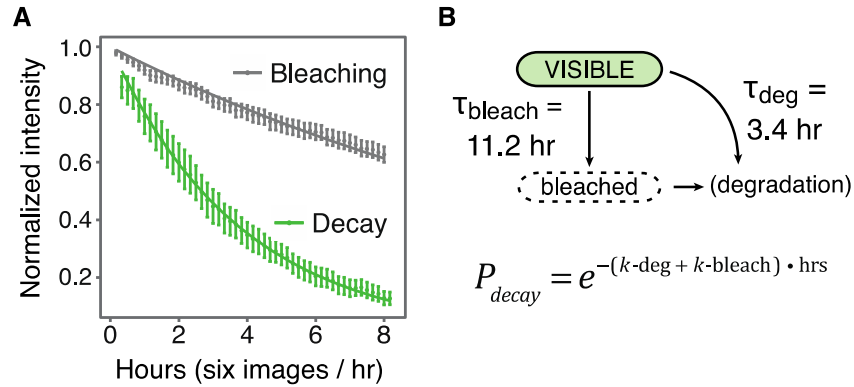 A
Normalized intensity
1.0
0.8
0.6
0.4
0.2
Bleaching
Decay
0
2
4
6
8
Hours (six images / hr)
B
VISIBLE
τbleach =
11.2 hr
τdeg =
3.4 hr
bleached
(degradation)
Pdecay = e−(k-deg + k-bleach) • hrs